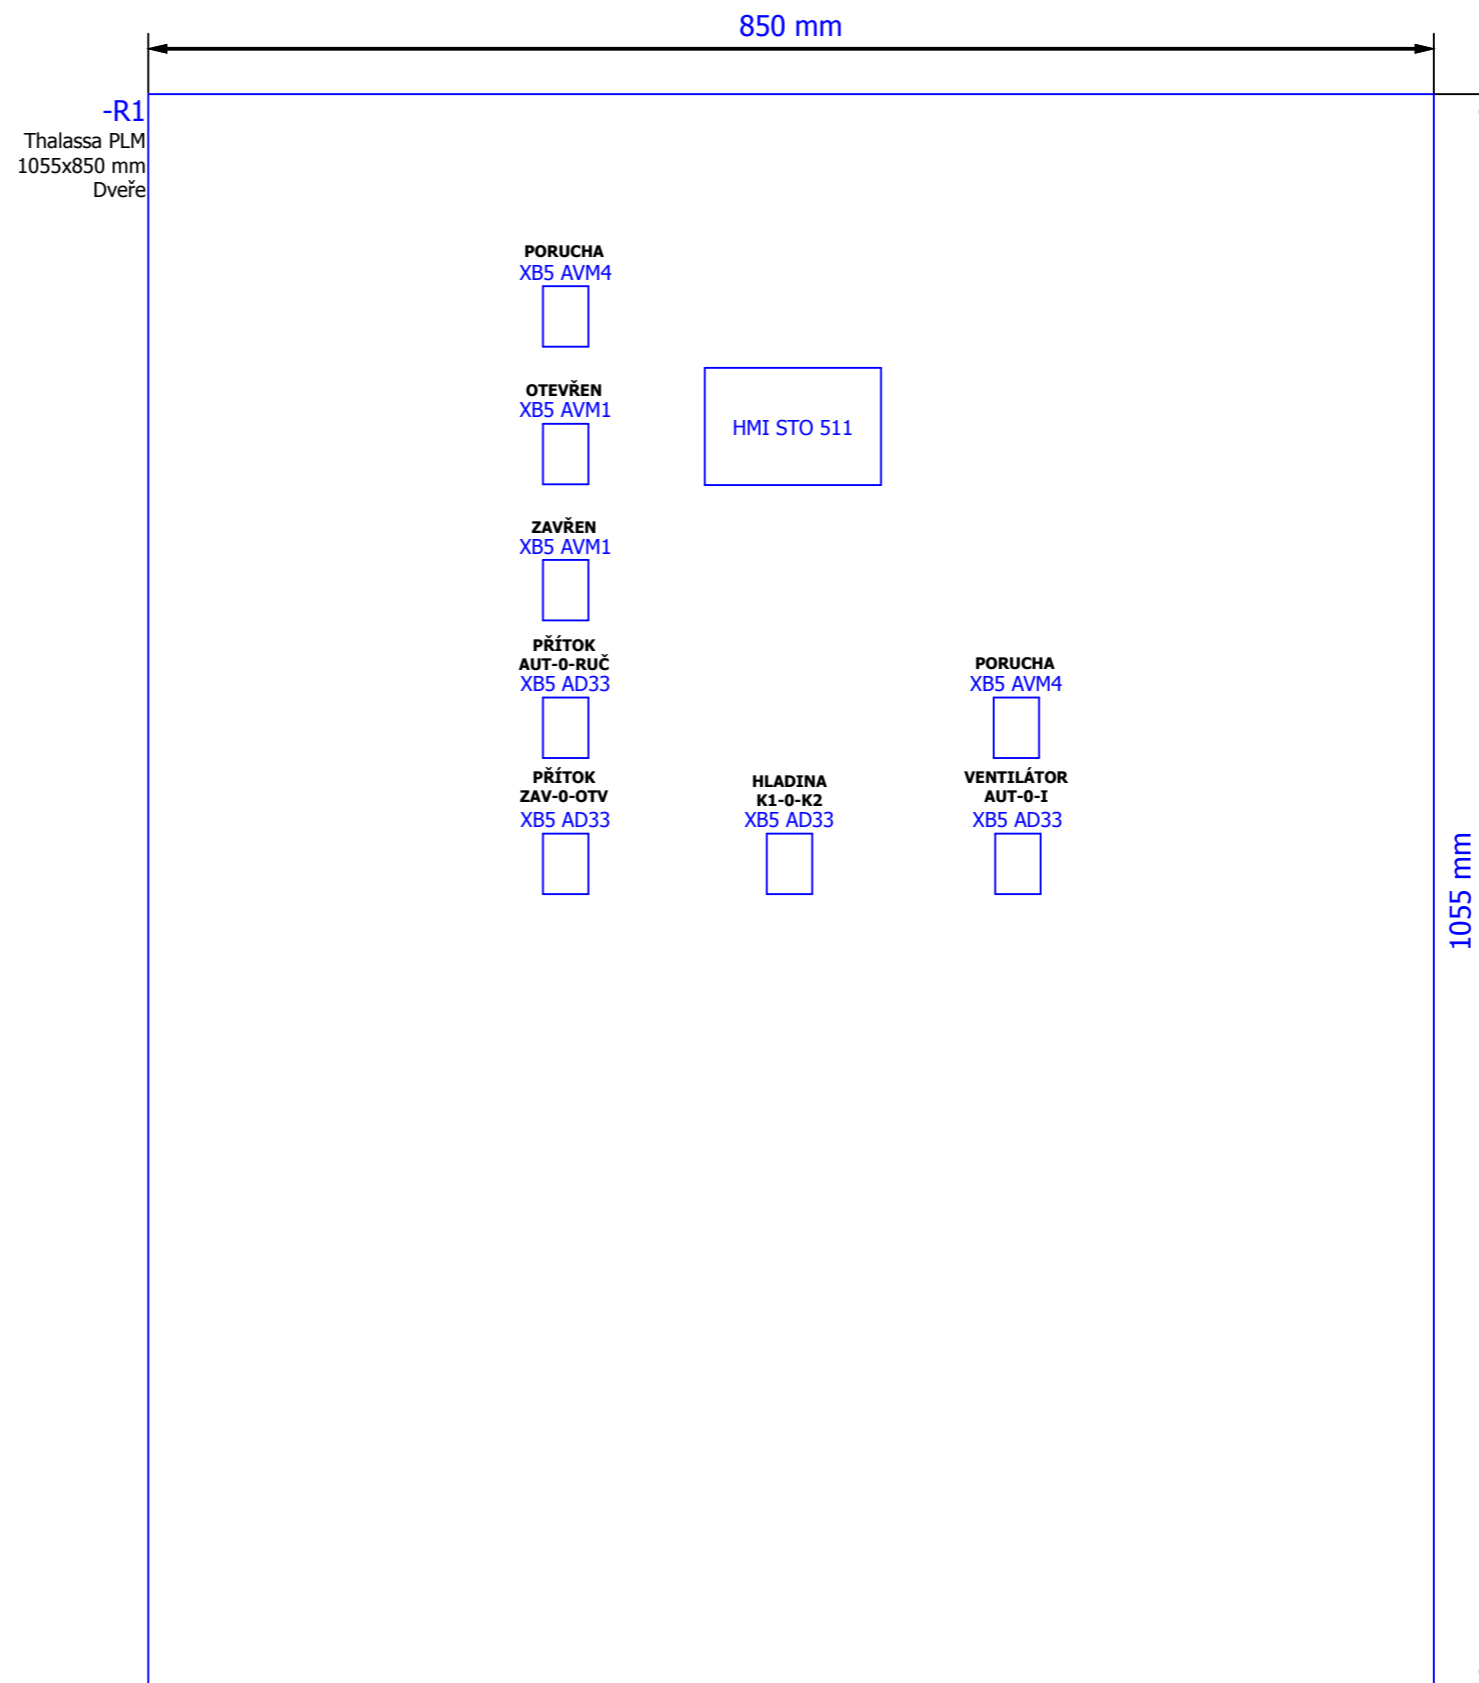 850 mm
-R1
Thalassa PLM
1055x850 mm
Dveře
PORUCHA
XB5 AVM4
OTEVŘEN
XB5 AVM1
HMI STO 511
ZAVŘEN
XB5 AVM1
PŘÍTOK
AUT-0-RUČ
XB5 AD33
PORUCHA
XB5 AVM4
PŘÍTOK
ZAV-0-OTV
XB5 AD33
HLADINA
K1-0-K2
XB5 AD33
VENTILÁTOR
AUT-0-I
XB5 AD33
1055 mm